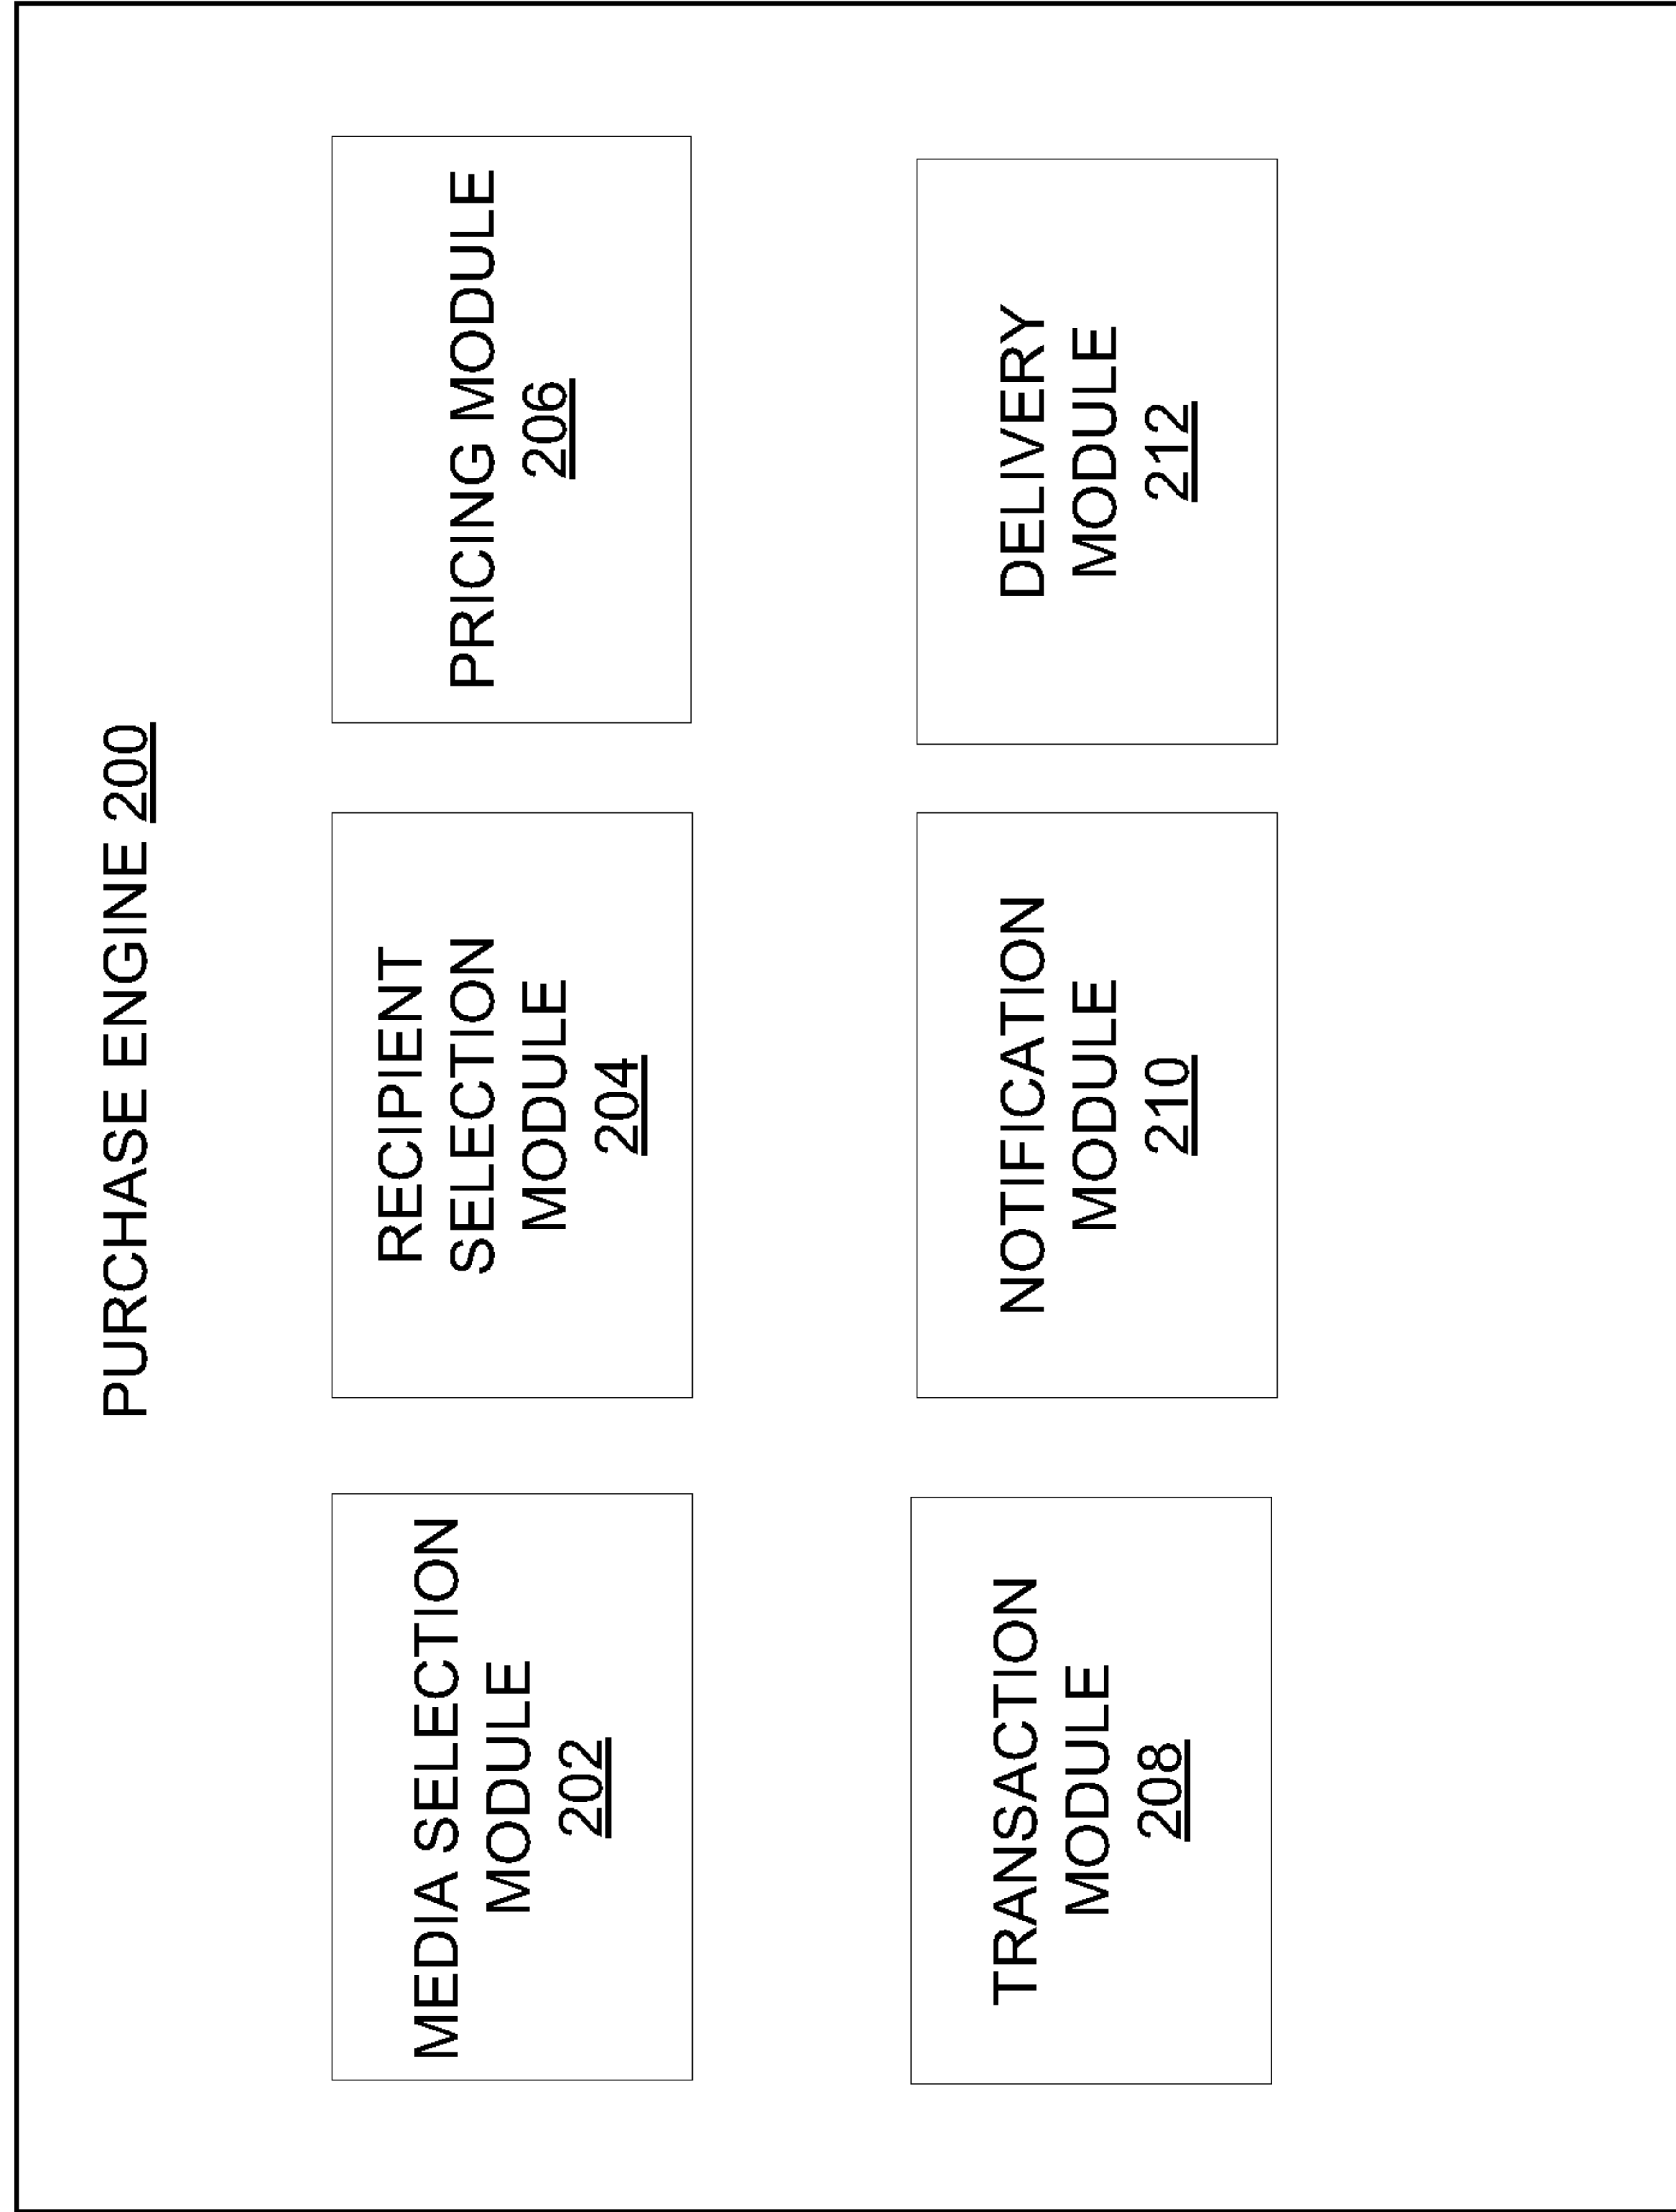 PURCHASE ENGINE 200
MEDIA SELECTION
MODULE
202
RECIPIENT
SELECTION
MODULE
204
PRICING MODULE
206
TRANSACTION
MODULE
208
NOTIFICATION
MODULE
210
DELIVERY
MODULE
212